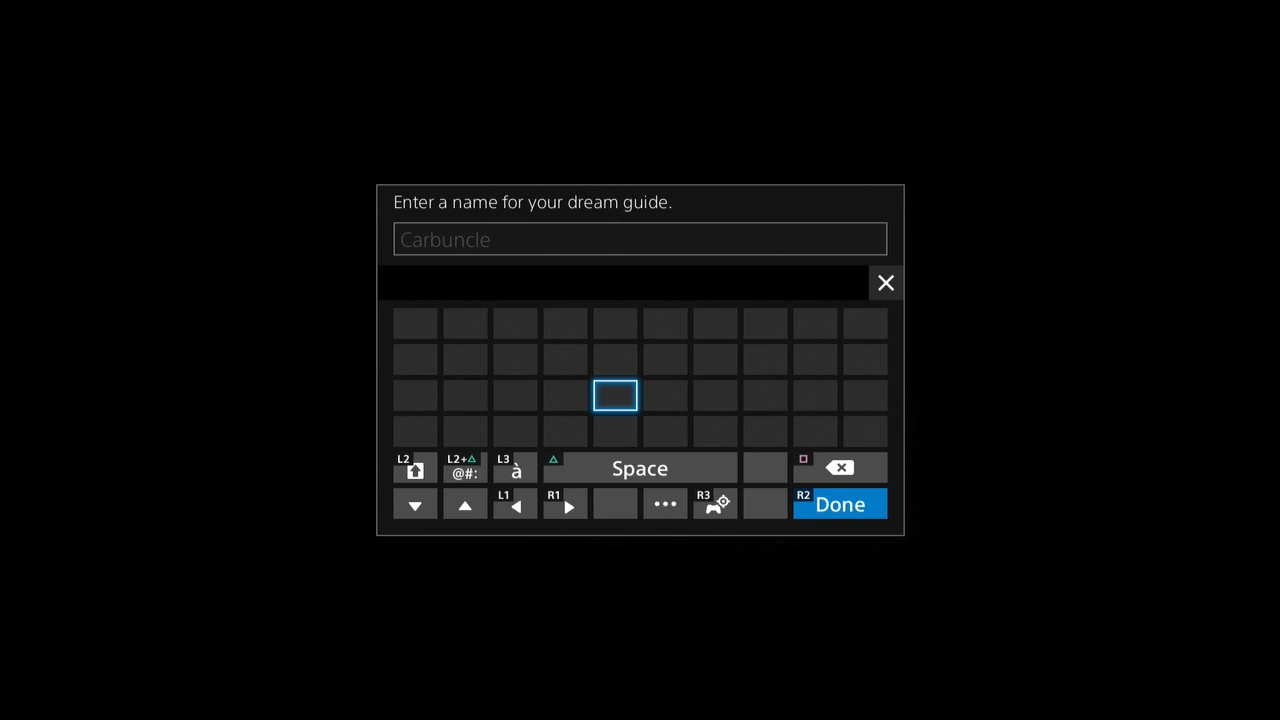 Enter a name for your dream guide.
Carbuncle
L2
L2+△ @#:
L3 à
Space
L1
R1
R3
R2 Done